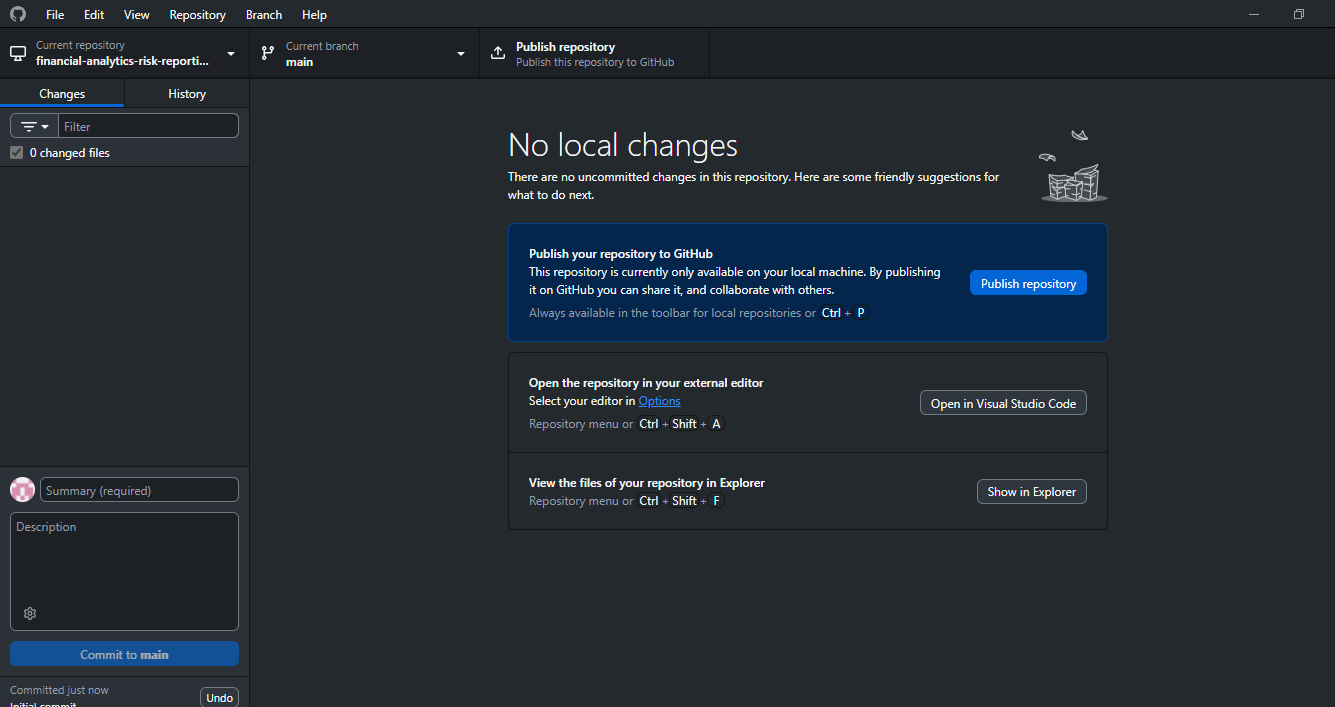 File Edit View Repository Branch Help
Current repository
financial-analytics-risk-reporti...
Current branch
main
Publish repository
Publish this repository to GitHub
Changes History
Filter
0 changed files
No local changes
There are no uncommitted changes in this repository. Here are some friendly suggestions for
what to do next.
Publish your repository to GitHub
This repository is currently only available on your local machine. By publishing
it on GitHub you can share it, and collaborate with others.
Always available in the toolbar for local repositories or Ctrl + P
Publish repository
Open the repository in your external editor
Select your editor in Options
Repository menu or Ctrl + Shift + A
Open in Visual Studio Code
View the files of your repository in Explorer
Repository menu or Ctrl + Shift + F
Show in Explorer
Summary (required)
Description
Commit to main
Committed just now
Initial commit
Undo